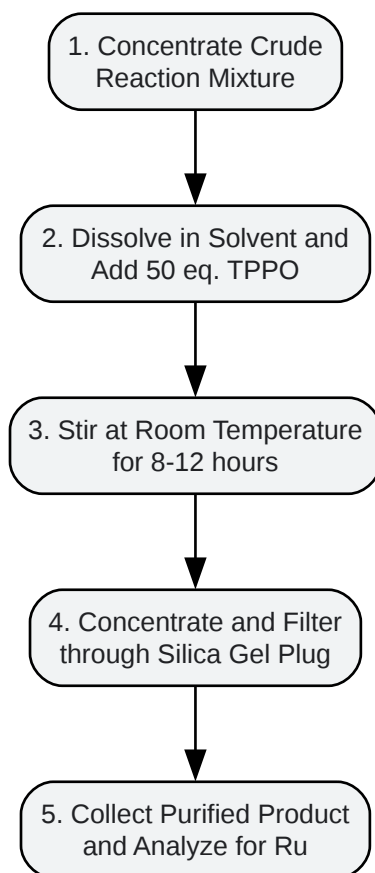 1. Concentrate Crude
Reaction Mixture
2. Dissolve in Solvent and
Add 50 eq. TPPO
3. Stir at Room Temperature
for 8-12 hours
4. Concentrate and Filter
through Silica Gel Plug
5. Collect Purified Product
and Analyze for Ru